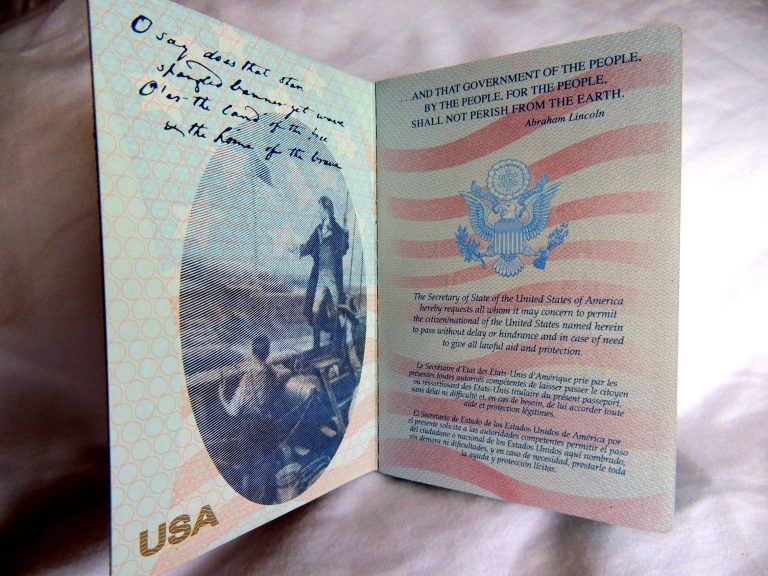 O say does that star
spangled banner yet wave
O'er the land of the free
& the home of the brave
USA
...AND THAT GOVERNMENT OF THE PEOPLE,
BY THE PEOPLE, FOR THE PEOPLE,
SHALL NOT PERISH FROM THE EARTH.
Abraham Lincoln
The Secretary of State of the United States of America
hereby requests all whom it may concern to permit
the citizen/national of the United States named herein
to pass without delay or hindrance and in case of need
to give all lawful aid and protection.
Le Secrétaire d'Etat des Etats-Unis d'Amérique prie par les
présentes toutes autorités compétentes de laisser passer le citoyen
ou ressortissant des Etats-Unis titulaire du présent passeport,
sans délai ni difficulté et, en cas de besoin, de lui accorder toute
aide et protection légitimes.
El Secretario de Estado de los Estados Unidos de América por
el presente solicita a las autoridades competentes permitir el paso
del ciudadano o nacional de los Estados Unidos aquí nombrado,
sin demora ni dificultades, y en caso de necesidad, prestarle toda
la ayuda y protección lícitas.